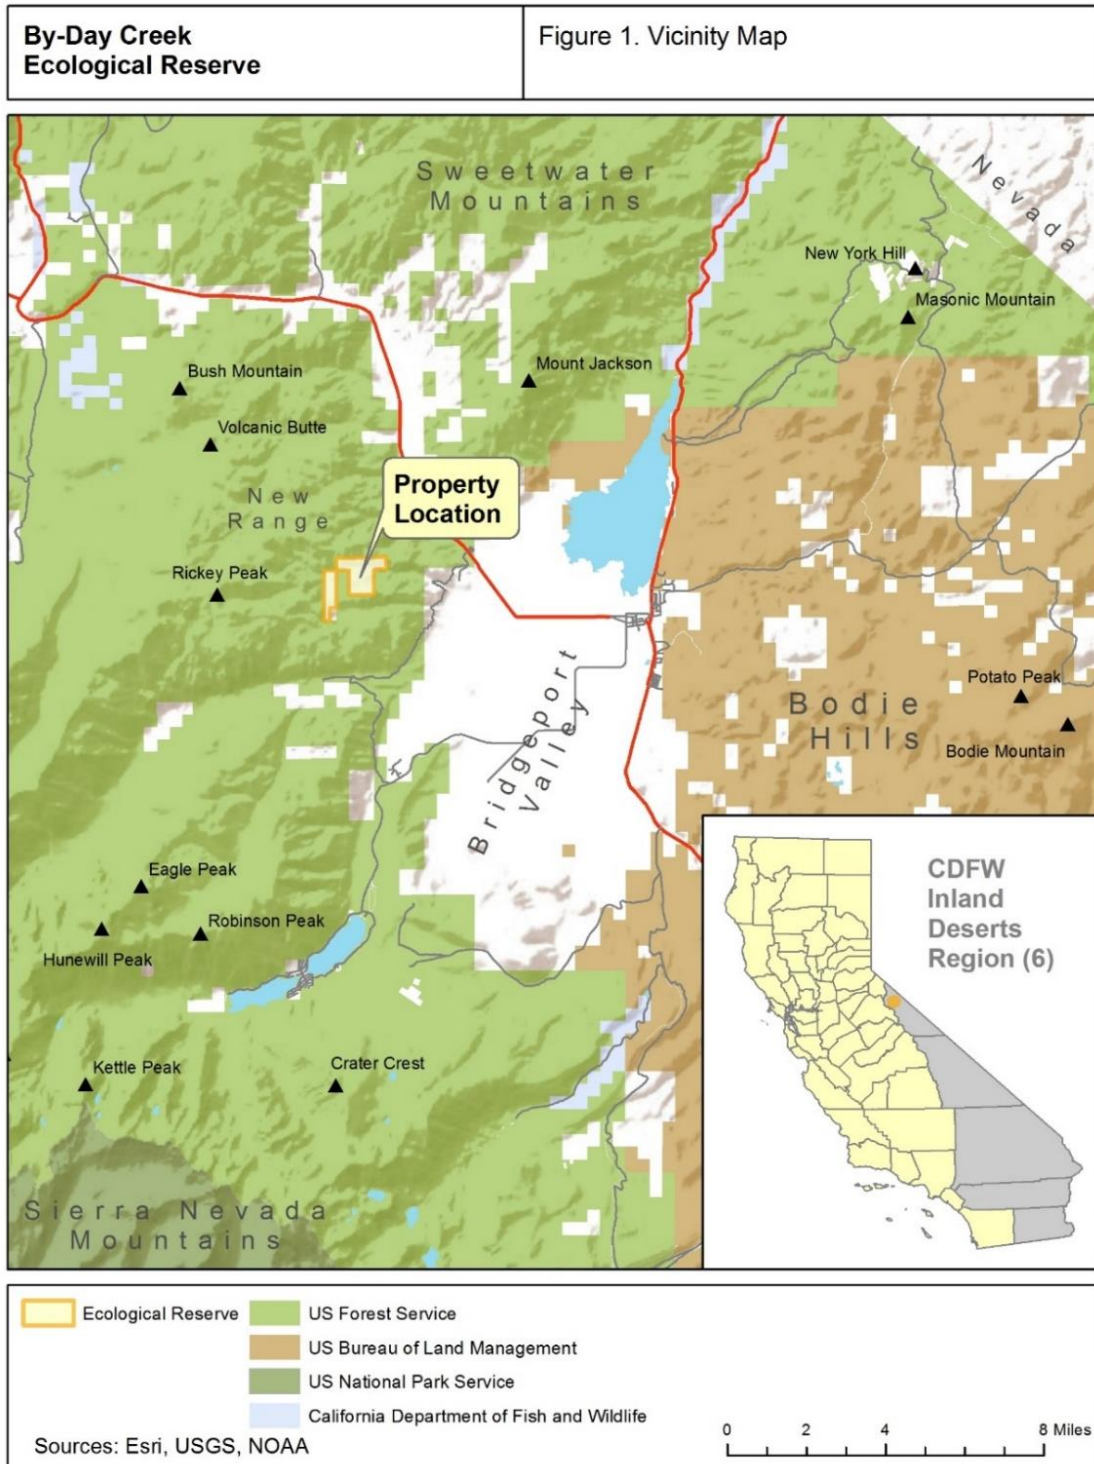 By-Day Creek
Ecological Reserve
Figure 1. Vicinity Map
Sweetwater
Mountains
Nevada
New York Hill
Masonic Mountain
Mount Jackson
Bush Mountain
Volcanic Butte
New
Range
Property
Location
Rickey Peak
Bridgeport
Valley
Potato Peak
Bodie
Hills
Bodie Mountain
Eagle Peak
Robinson Peak
Hunewill Peak
Kettle Peak
Crater Crest
Sierra Nevada
Mountains
CDFW
Inland
Deserts
Region (6)
Ecological Reserve
US Forest Service
US Bureau of Land Management
US National Park Service
California Department of Fish and Wildlife
Sources: Esri, USGS, NOAA
0 2 4 8 Miles